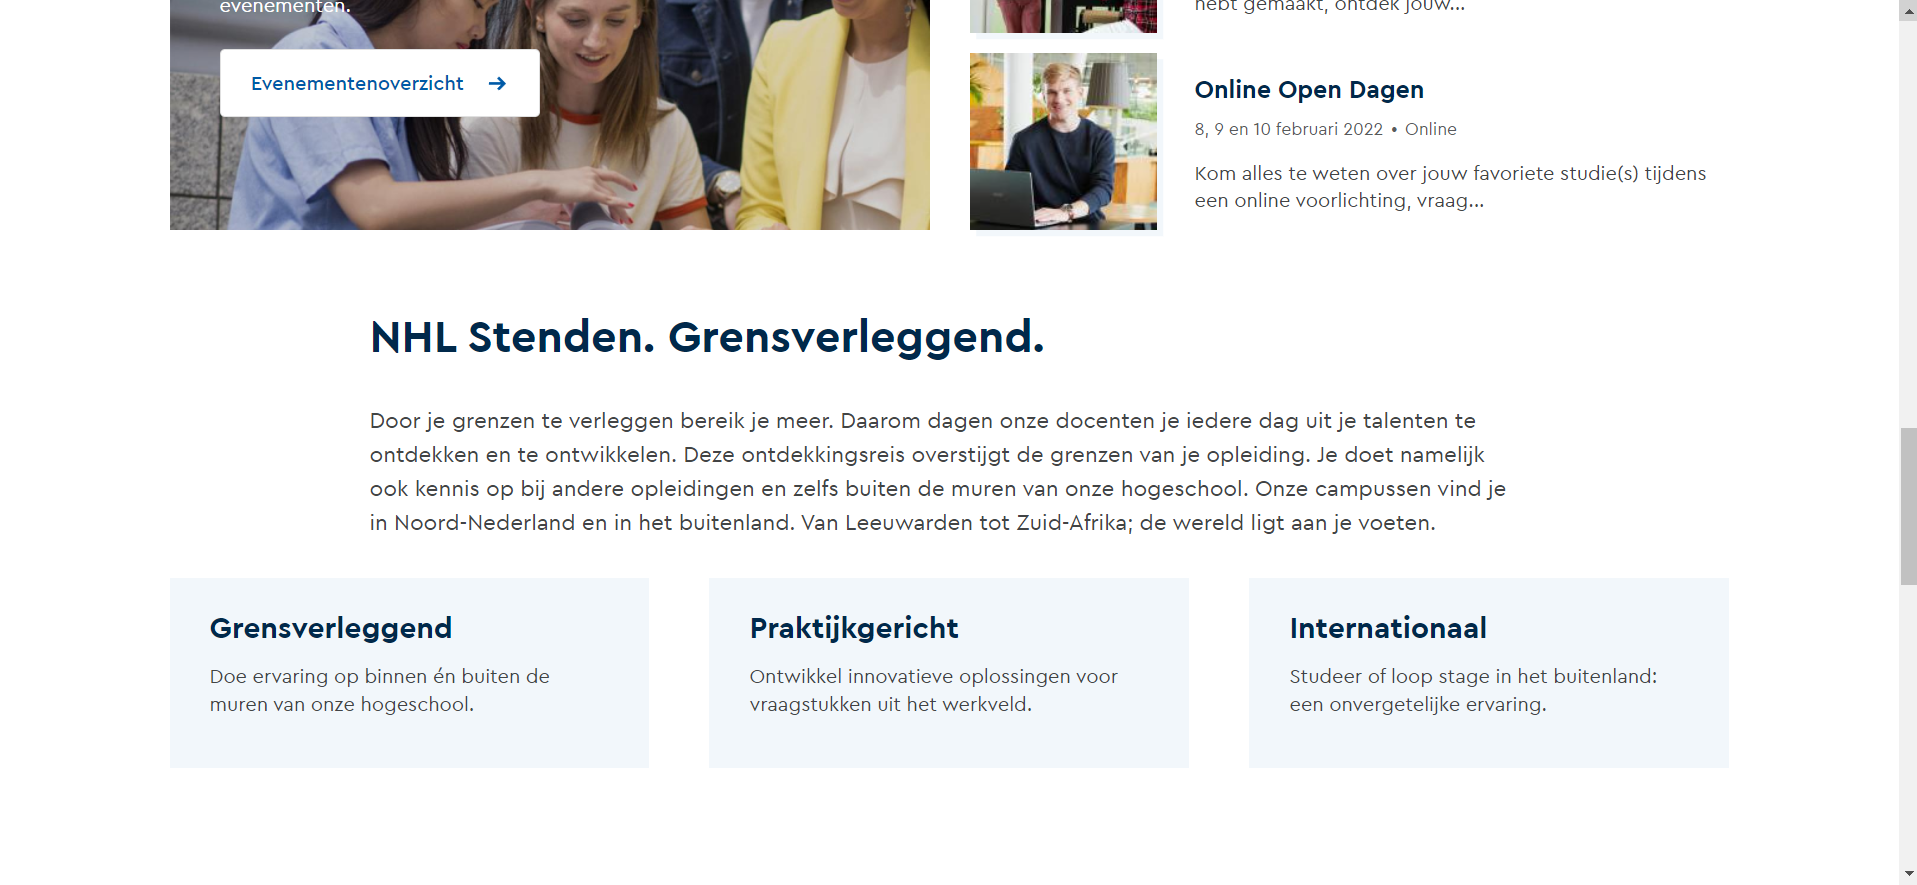 evenementen.
Evenementenoverzicht
hebt gemaakt, ontdek jouw...
Online Open Dagen
8, 9 en 10 februari 2022 • Online
Kom alles te weten over jouw favoriete studie(s) tijdens
een online voorlichting, vraag...
NHL Stenden. Grensverleggend.
Door je grenzen te verleggen bereik je meer. Daarom dagen onze docenten je iedere dag uit je talenten te
ontdekken en te ontwikkelen. Deze ontdekkingsreis overstijgt de grenzen van je opleiding. Je doet namelijk
ook kennis op bij andere opleidingen en zelfs buiten de muren van onze hogeschool. Onze campussen vind je
in Noord-Nederland en in het buitenland. Van Leeuwarden tot Zuid-Afrika; de wereld ligt aan je voeten.
Grensverleggend
Doe ervaring op binnen én buiten de
muren van onze hogeschool.
Praktijkgericht
Ontwikkel innovatieve oplossingen voor
vraagstukken uit het werkveld.
Internationaal
Studeer of loop stage in het buitenland:
een onvergetelijke ervaring.